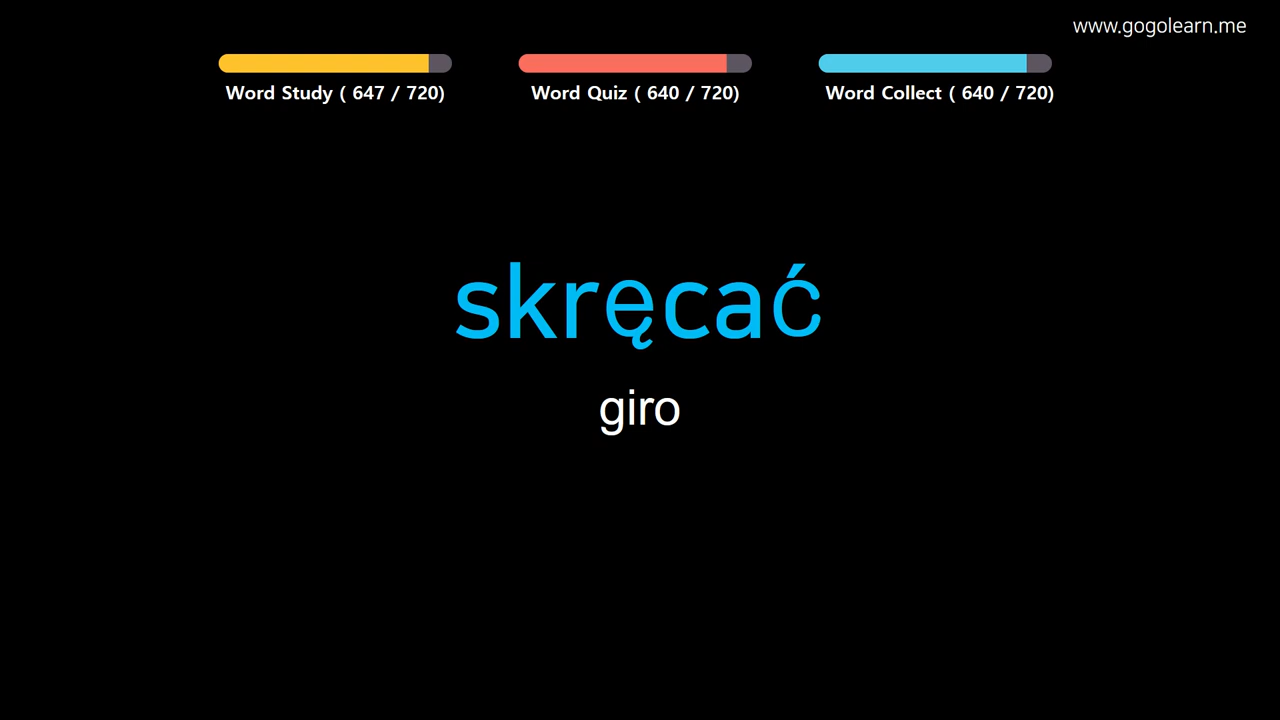 www.gogolearn.me
Word Study ( 647 / 720)
Word Quiz ( 640 / 720)
Word Collect ( 640 / 720)
skręcać
giro